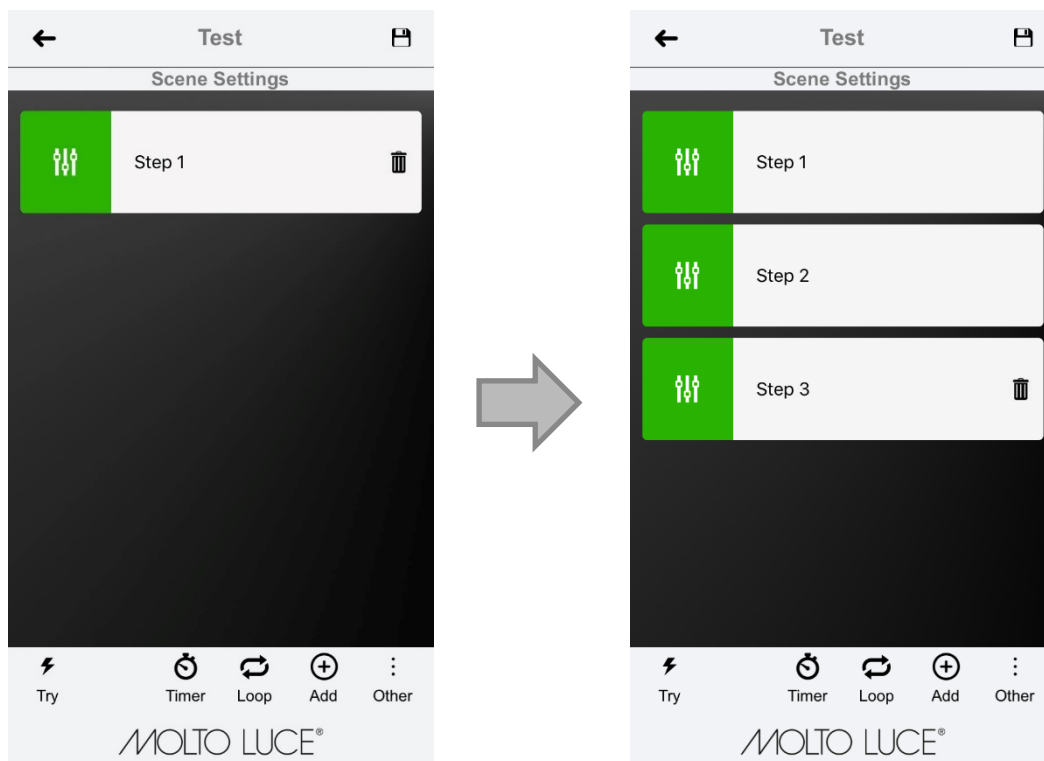 Test
Scene Settings
Step 1
Try Timer Loop Add Other
MOLTO LUCE®
Test
Scene Settings
Step 1
Step 2
Step 3
Try Timer Loop Add Other
MOLTO LUCE®